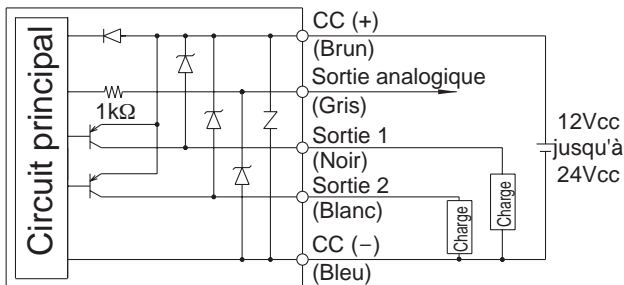 Circuit principal
1kΩ
CC (+)
(Brun)
Sortie analogique
(Gris)
Sortie 1
(Noir)
Sortie 2
(Blanc)
CC (−)
(Bleu)
Charge
Charge
12Vcc
jusqu'à
24Vcc